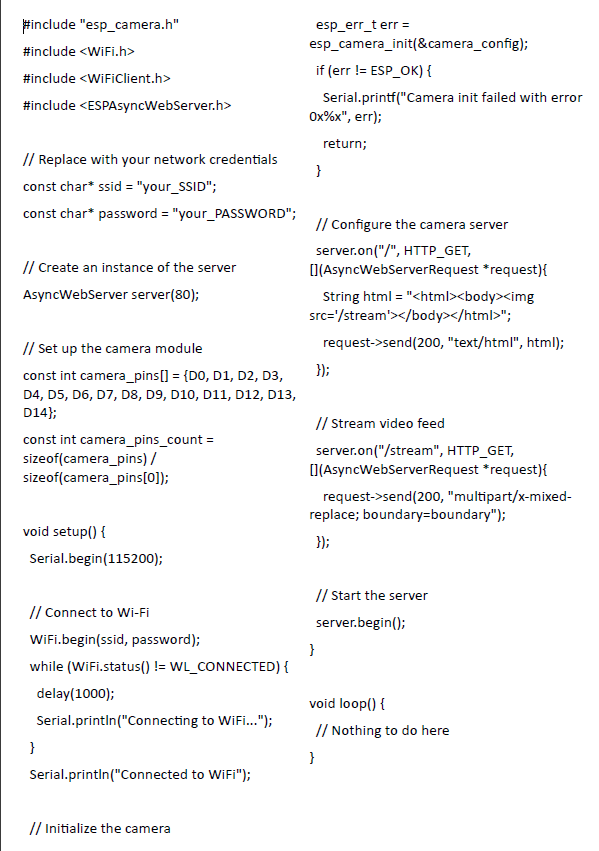 #include "esp_camera.h"
#include <WiFi.h>
#include <WiFiClient.h>
#include <ESPAsyncWebServer.h>
// Replace with your network credentials
const char* ssid = "your_SSID";
const char* password = "your_PASSWORD";
// Create an instance of the server
AsyncWebServer server(80);
// Set up the camera module
const int camera_pins[] = {D0, D1, D2, D3,
D4, D5, D6, D7, D8, D9, D10, D11, D12, D13,
D14};
const int camera_pins_count =
sizeof(camera_pins) /
sizeof(camera_pins[0]);
void setup() {
  Serial.begin(115200);
  // Connect to Wi-Fi
  WiFi.begin(ssid, password);
  while (WiFi.status() != WL_CONNECTED) {
    delay(1000);
    Serial.println("Connecting to WiFi...");
  }
  Serial.println("Connected to WiFi");
  // Initialize the camera
  esp_err_t err =
esp_camera_init(&camera_config);
  if (err != ESP_OK) {
    Serial.printf("Camera init failed with error
0x%x", err);
    return;
  }
  // Configure the camera server
  server.on("/", HTTP_GET,
[](AsyncWebServerRequest *request){
    String html = "<html><body><img
src='/stream'></body></html>";
    request->send(200, "text/html", html);
  });
  // Stream video feed
  server.on("/stream", HTTP_GET,
[](AsyncWebServerRequest *request){
    request->send(200, "multipart/x-mixed-
replace; boundary=boundary");
  });
  // Start the server
  server.begin();
}
void loop() {
  // Nothing to do here
}